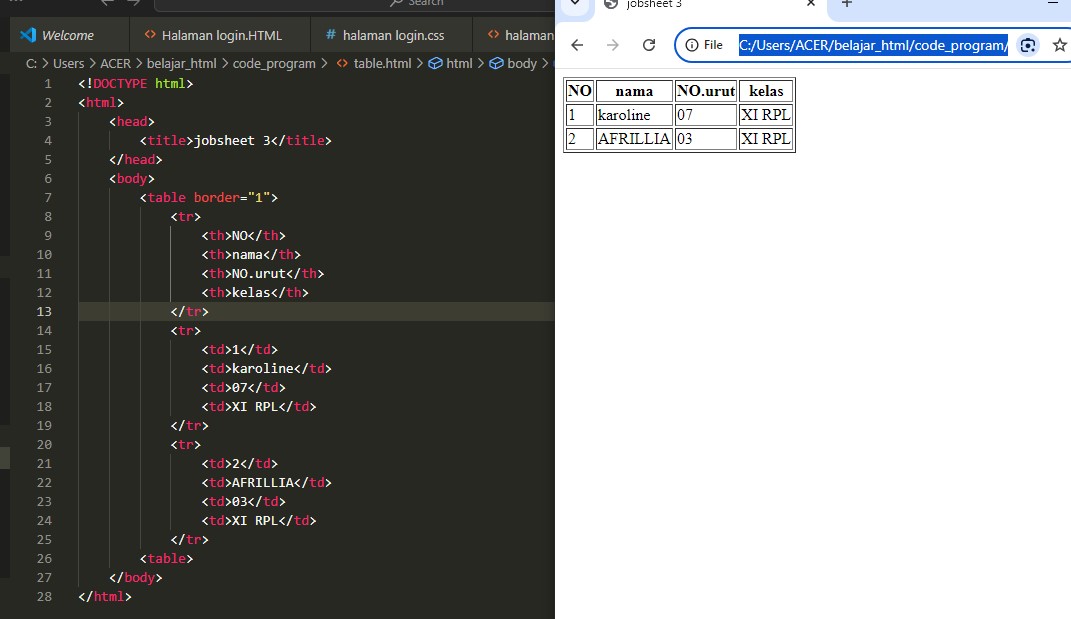 Search
Welcome
Halaman login.HTML
# halaman login.css
halaman
C: > Users > ACER > belajar_html > code_program > table.html > html > body >
1 <!DOCTYPE html>
2 <html>
3 <head>
4 <title>jobsheet 3</title>
5 </head>
6 <body>
7 <table border="1">
8 <tr>
9 <th>NO</th>
10 <th>nama</th>
11 <th>NO.urut</th>
12 <th>kelas</th>
13 </tr>
14 <tr>
15 <td>1</td>
16 <td>karoline</td>
17 <td>07</td>
18 <td>XI RPL</td>
19 </tr>
20 <tr>
21 <td>2</td>
22 <td>AFRILLIA</td>
23 <td>03</td>
24 <td>XI RPL</td>
25 </tr>
26 <table>
27 </body>
28 </html>
jobsheet 3
File C:/Users/ACER/belajar_html/code_program/
NO nama NO.urut kelas
1 karoline 07 XI RPL
2 AFRILLIA 03 XI RPL